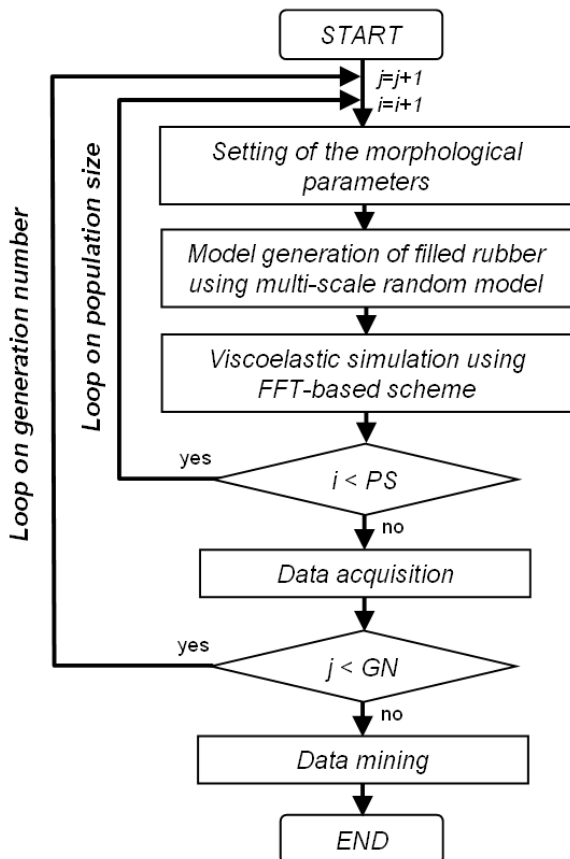 START
j=j+1
i=i+1
Setting of the morphological
parameters
Model generation of filled rubber
using multi-scale random model
Viscoelastic simulation using
FFT-based scheme
yes
i < PS
no
Data acquisition
yes
j < GN
no
Data mining
END
Loop on generation number
Loop on population size